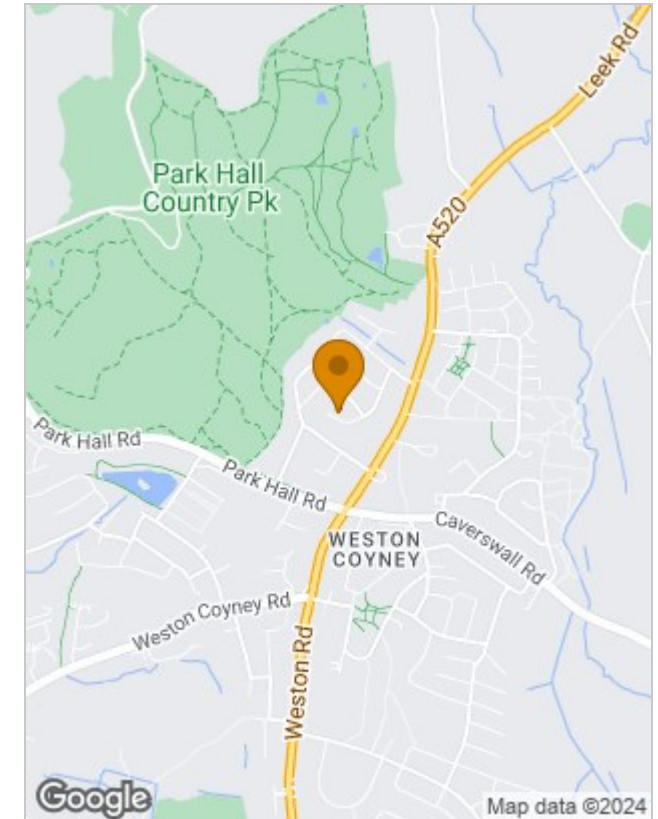 Leek Rd
Park Hall
Country Pk
A520
Park Hall Rd
Park Hall Rd
WESTON
COYNEY
Caverswall Rd
Weston Coyney Rd
Weston Rd
Google
Map data ©2024